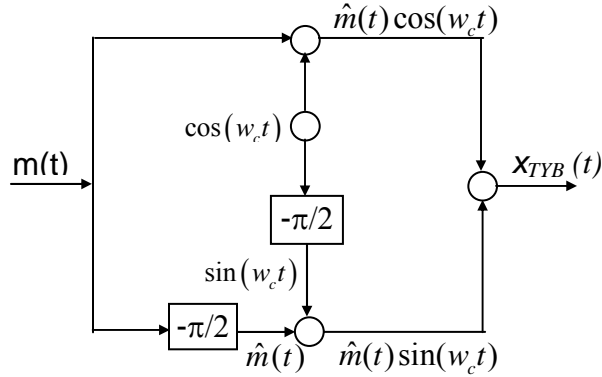 m̂(t) cos(w_c t)
cos(w_c t)
m(t)
x_TYB (t)
-π/2
sin(w_c t)
-π/2
m̂(t)
m̂(t) sin(w_c t)